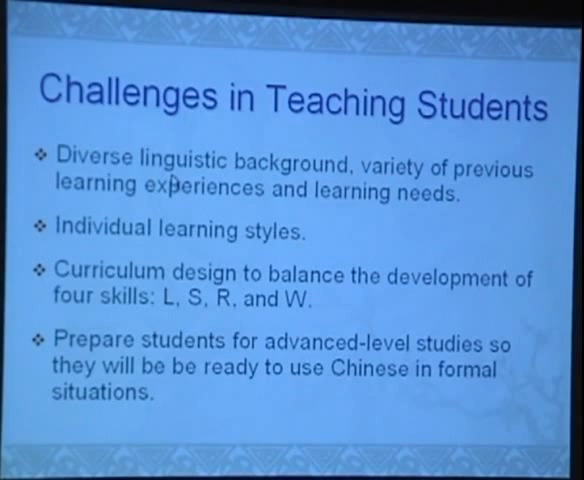 Challenges in Teaching Students
❖ Diverse linguistic background, variety of previous
learning experiences and learning needs.
❖ Individual learning styles.
❖ Curriculum design to balance the development of
four skills: L, S, R, and W.
❖ Prepare students for advanced-level studies so
they will be be ready to use Chinese in formal
situations.